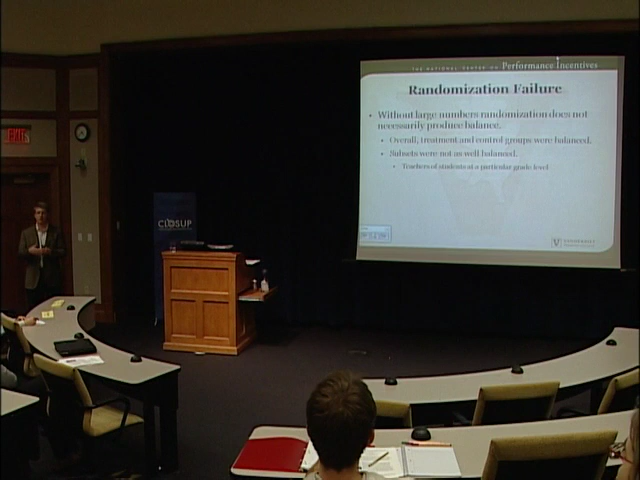 THE NATIONAL CENTER ON Performance Incentives
Randomization Failure
• Without large numbers randomization does not
necessarily produce balance.
• Overall, treatment and control groups were balanced.
• Subsets were not as well balanced.
• Teachers of students at a particular grade level
EXIT
CLOSUP
V VANDERBILT